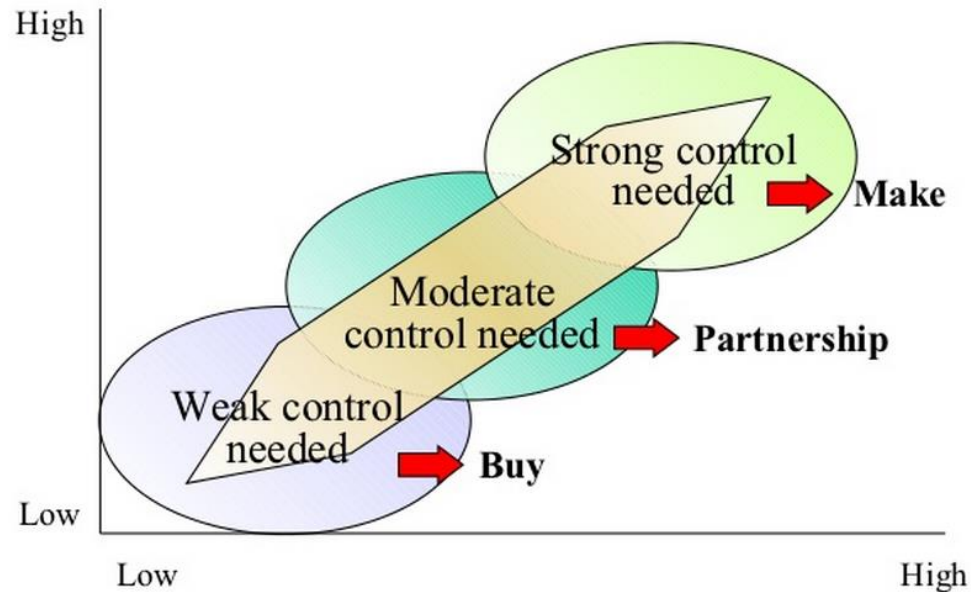 High
Strong control
needed
Make
Moderate
control needed
Partnership
Weak control
needed
Buy
Low
Low
High